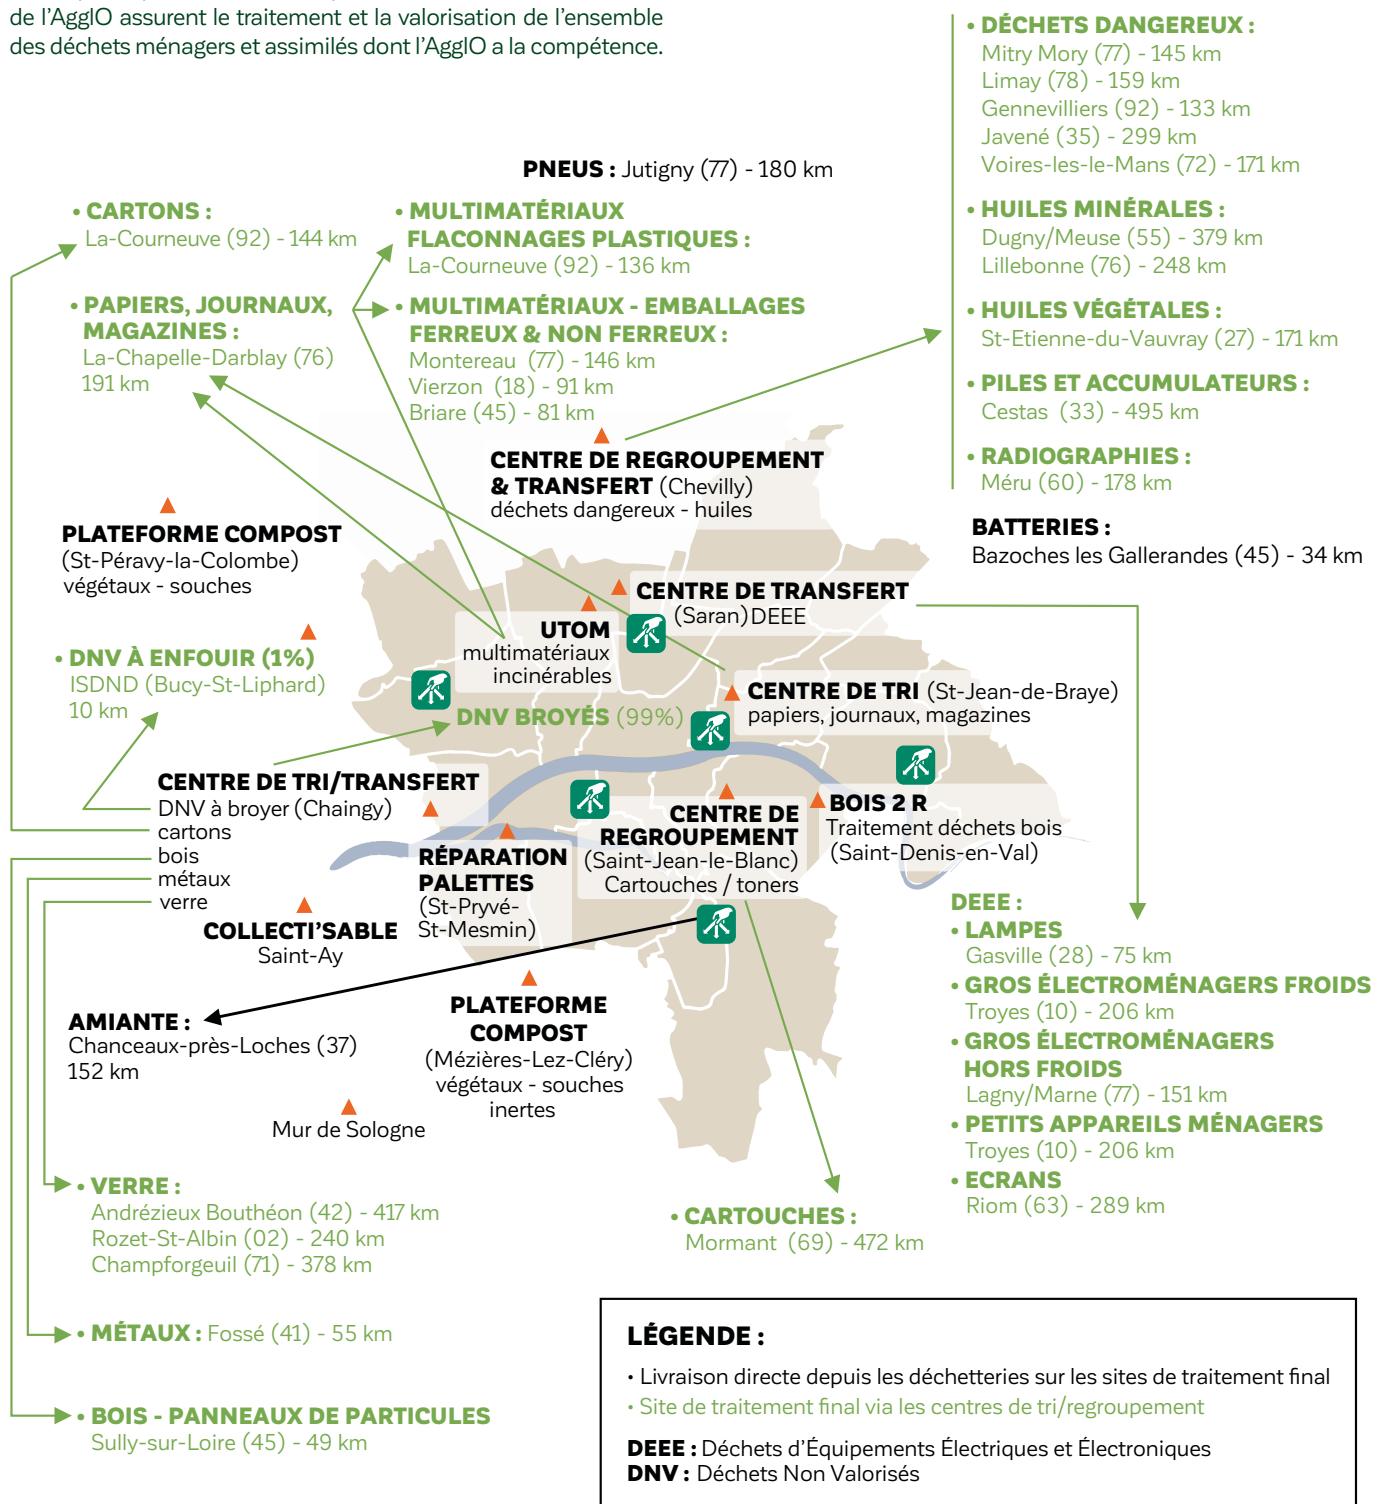 de l’AgglO assurent le traitement et la valorisation de l’ensemble
des déchets ménagers et assimilés dont l’AgglO a la compétence.
• DÉCHETS DANGEREUX :
Mitry Mory (77) - 145 km
Limay (78) - 159 km
Gennevilliers (92) - 133 km
Javené (35) - 299 km
Voires-les-le-Mans (72) - 171 km
• HUILES MINÉRALES :
Dugny/Meuse (55) - 379 km
Lillebonne (76) - 248 km
• HUILES VÉGÉTALES :
St-Etienne-du-Vauvray (27) - 171 km
• PILES ET ACCUMULATEURS :
Cestas (33) - 495 km
• RADIOGRAPHIES :
Méru (60) - 178 km
BATTERIES :
Bazoches les Gallerandes (45) - 34 km
PNEUS : Jutigny (77) - 180 km
• CARTONS :
La-Courneuve (92) - 144 km
• PAPIERS, JOURNAUX,
MAGAZINES :
La-Chapelle-Darblay (76)
191 km
• MULTIMATÉRIAUX
FLACONNAGES PLASTIQUES :
La-Courneuve (92) - 136 km
• MULTIMATÉRIAUX - EMBALLAGES
FERREUX & NON FERREUX :
Montereau (77) - 146 km
Vierzon (18) - 91 km
Briare (45) - 81 km
CENTRE DE REGROUPEMENT
& TRANSFERT (Chevilly)
déchets dangereux - huiles
PLATEFORME COMPOST
(St-Péravy-la-Colombe)
végétaux - souches
CENTRE DE TRANSFERT
(Saran) DEEE
UTOM
multimatériaux
incinérables
• DNV À ENFOUIR (1%)
ISDND (Bucy-St-Liphard)
10 km
CENTRE DE TRI (St-Jean-de-Braye)
papiers, journaux, magazines
DNV BROYÉS (99%)
CENTRE DE TRI/TRANSFERT
DNV à broyer (Chaingy)
cartons
bois
métaux
verre
CENTRE DE
REGROUPEMENT
(Saint-Jean-le-Blanc)
Cartouches / toners
BOIS 2 R
Traitement déchets bois
(Saint-Denis-en-Val)
RÉPARATION
PALETTES
(St-Pryvé-
St-Mesmin)
COLLECTI’SABLE
Saint-Ay
PLATEFORME
COMPOST
(Mézières-Lez-Cléry)
végétaux - souches
inertes
AMIANTE :
Chanceaux-près-Loches (37)
152 km
Mur de Sologne
DEEE :
• LAMPES
Gasville (28) - 75 km
• GROS ÉLECTROMÉNAGERS FROIDS
Troyes (10) - 206 km
• GROS ÉLECTROMÉNAGERS
HORS FROIDS
Lagny/Marne (77) - 151 km
• PETITS APPAREILS MÉNAGERS
Troyes (10) - 206 km
• ECRANS
Riom (63) - 289 km
• VERRE :
Andrézieux Bouthéon (42) - 417 km
Rozet-St-Albin (02) - 240 km
Champforgeuil (71) - 378 km
• CARTOUCHES :
Mormant (69) - 472 km
• MÉTAUX : Fossé (41) - 55 km
• BOIS - PANNEAUX DE PARTICULES
Sully-sur-Loire (45) - 49 km
LÉGENDE :
• Livraison directe depuis les déchetteries sur les sites de traitement final
• Site de traitement final via les centres de tri/regroupement
DEEE : Déchets d’Équipements Électriques et Électroniques
DNV : Déchets Non Valorisés